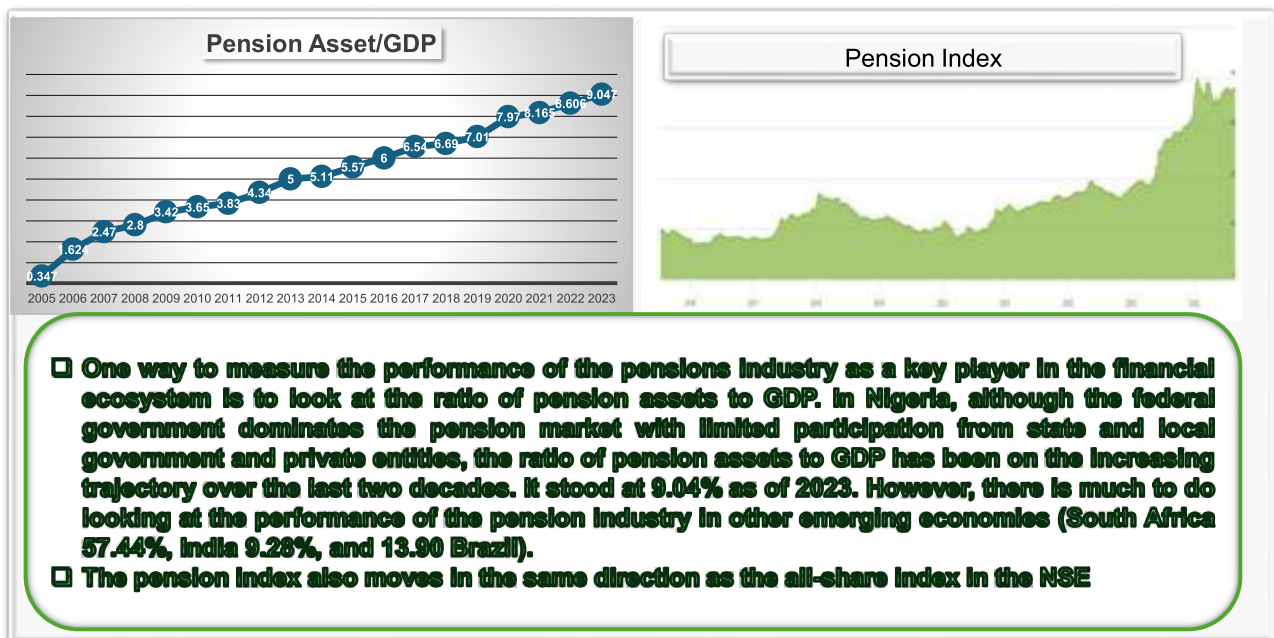 Pension Asset/GDP
0.347
1.624
2.47
2.8
3.42
3.65
3.83
4.34
5
5.11
5.57
6
6.54
6.69
7.01
7.97
8.165
8.606
9.047
2005 2006 2007 2008 2009 2010 2011 2012 2013 2014 2015 2016 2017 2018 2019 2020 2021 2022 2023
Pension Index
❑ One way to measure the performance of the pensions industry as a key player in the financial
ecosystem is to look at the ratio of pension assets to GDP. In Nigeria, although the federal
government dominates the pension market with limited participation from state and local
government and private entities, the ratio of pension assets to GDP has been on the increasing
trajectory over the last two decades. It stood at 9.04% as of 2023. However, there is much to do
looking at the performance of the pension industry in other emerging economies (South Africa
57.44%, India 9.28%, and 13.90 Brazil).
❑ The pension index also moves in the same direction as the all-share index in the NSE